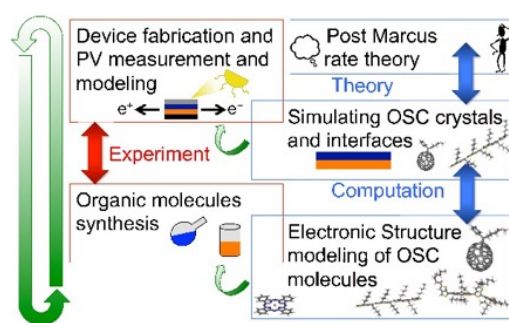 Device fabrication and
PV measurement and
modeling
e⁺
e⁻
Experiment
Organic molecules
synthesis
Post Marcus
rate theory
Theory
Simulating OSC crystals
and interfaces
Computation
Electronic Structure
modeling of OSC
molecules